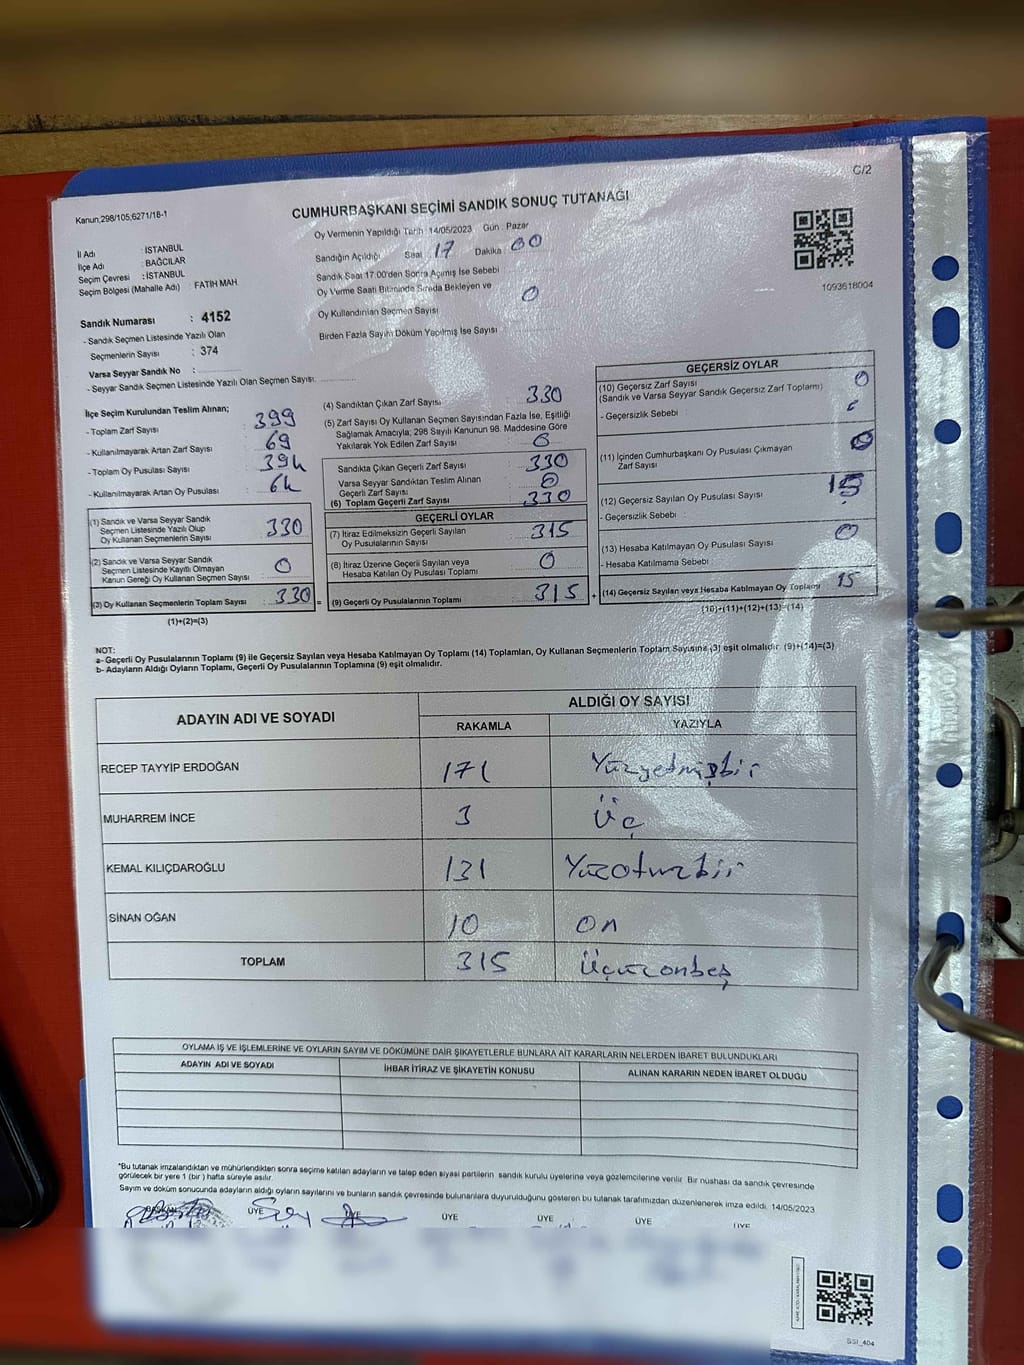 G/2
Kanun;298/105,6271/18-1
CUMHURBAŞKANI SEÇİMİ SANDIK SONUÇ TUTANAĞI
İl Adı : İSTANBUL
İlçe Adı : BAĞCILAR
Seçim Çevresi : İSTANBUL
Seçim Bölgesi (Mahalle Adı) : FATİH MAH.
Sandık Numarası : 4152
- Sandık Seçmen Listesinde Yazılı Olan
Seçmenlerin Sayısı : 374
Varsa Seyyar Sandık No :
- Seyyar Sandık Seçmen Listesinde Yazılı Olan Seçmen Sayısı:
Oy Vermenin Yapıldığı Tarih 14/05/2023 Gün : Pazar
Sandığın Açıldığı Saat 17 Dakika 00
Sandık Saat 17:00'den Sonra Açılmış İse Sebebi
Oy Verme Saati Bitiminde Sırada Bekleyen ve
Oy Kullandırılan Seçmen Sayısı 0
Birden Fazla Sayım Döküm Yapılmış İse Sayısı
1093618004
İlçe Seçim Kurulundan Teslim Alınan;
- Toplam Zarf Sayısı 399
- Kullanılmayarak Artan Zarf Sayısı 69
- Toplam Oy Pusulası Sayısı 394
- Kullanılmayarak Artan Oy Pusulası 64
(1) Sandık ve Varsa Seyyar Sandık
Seçmen Listesinde Yazılı Olup
Oy Kullanan Seçmenlerin Sayısı 330
(2) Sandık ve Varsa Seyyar Sandık
Seçmen Listesinde Kayıtlı Olmayan
Kanun Gereği Oy Kullanan Seçmen Sayısı 0
(3) Oy Kullanan Seçmenlerin Toplam Sayısı : 330 =
(1)+(2)=(3)
(4) Sandıktan Çıkan Zarf Sayısı 330
(5) Zarf Sayısı Oy Kullanan Seçmen Sayısından Fazla İse, Eşitliği
Sağlamak Amacıyla; 298 Sayılı Kanunun 98. Maddesine Göre
Yakılarak Yok Edilen Zarf Sayısı 0
Sandıkta Çıkan Geçerli Zarf Sayısı 330
Varsa Seyyar Sandıktan Teslim Alınan
Geçerli Zarf Sayısı 0
(6) Toplam Geçerli Zarf Sayısı 330
GEÇERLİ OYLAR
(7) İtiraz Edilmeksizin Geçerli Sayılan
Oy Pusulalarının Sayısı 315
(8) İtiraz Üzerine Geçerli Sayılan veya
Hesaba Katılan Oy Pusulası Toplamı 0
(9) Geçerli Oy Pusulalarının Toplamı 315 +
GEÇERSİZ OYLAR
(10) Geçersiz Zarf Sayısı 0
(Sandık ve Varsa Seyyar Sandık Geçersiz Zarf Toplamı)
- Geçersizlik Sebebi
(11) İçinden Cumhurbaşkanı Oy Pusulası Çıkmayan
Zarf Sayısı 0
(12) Geçersiz Sayılan Oy Pusulası Sayısı 15
- Geçersizlik Sebebi :
(13) Hesaba Katılmayan Oy Pusulası Sayısı 0
- Hesaba Katılmama Sebebi :
(14) Geçersiz Sayılan veya Hesaba Katılmayan Oy Toplamı 15
(10)+(11)+(12)+(13)=(14)
NOT:
a- Geçerli Oy Pusulalarının Toplamı (9) ile Geçersiz Sayılan veya Hesaba Katılmayan Oy Toplamı (14) Toplamları, Oy Kullanan Seçmenlerin Toplam Sayısına (3) eşit olmalıdır. (9)+(14)=(3)
b- Adayların Aldığı Oyların Toplamı, Geçerli Oy Pusulalarının Toplamına (9) eşit olmalıdır.
ADAYIN ADI VE SOYADI ALDIĞI OY SAYISI
RAKAMLA YAZIYLA
RECEP TAYYİP ERDOĞAN 171 Yüzyetmişbir
MUHARREM İNCE 3 Üç
KEMAL KILIÇDAROĞLU 131 Yüzotuzbir
SİNAN OĞAN 10 On
TOPLAM 315 Üçyüzonbeş
OYLAMA İŞ VE İŞLEMLERİNE VE OYLARIN SAYIM VE DÖKÜMÜNE DAİR ŞİKAYETLERLE BUNLARA AİT KARARLARIN NELERDEN İBARET BULUNDUKLARI
ADAYIN ADI VE SOYADI İHBAR İTİRAZ VE ŞİKAYETİN KONUSU ALINAN KARARIN NEDEN İBARET OLDUĞU
*Bu tutanak imzalandıktan ve mühürlendikten sonra seçime katılan adayların ve talep eden siyasi partilerin sandık kurulu üyelerine veya gözlemcilerine verilir. Bir nüshası da sandık çevresinde
görülecek bir yere 1 (bir ) hafta süreyle asılır.
Sayım ve döküm sonucunda adayların aldığı oyların sayılarını ve bunların sandık çevresinde bulunanlara duyurulduğunu gösteren bu tutanak tarafımızdan düzenlenerek imza edildi. 14/05/2023
BAŞKAN ÜYE ÜYE ÜYE ÜYE ÜYE ÜYE